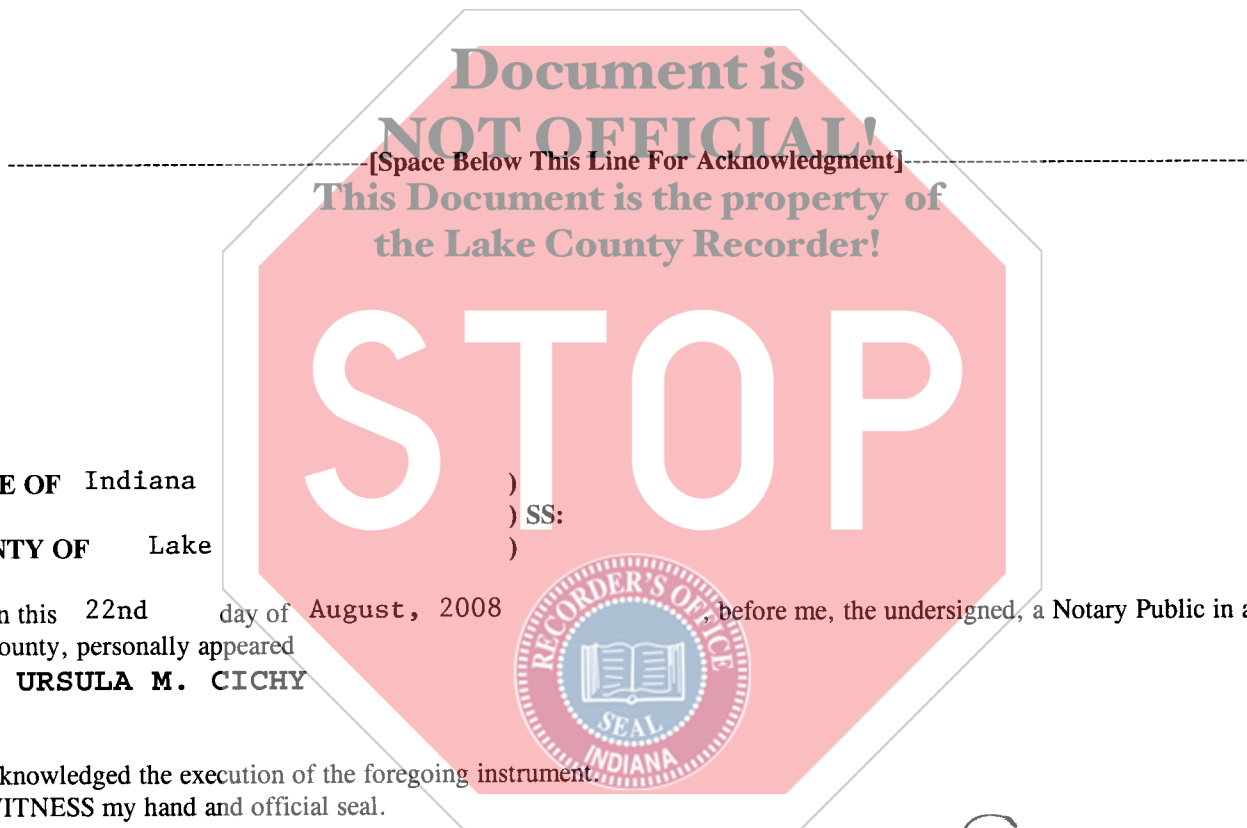 Document is
NOT OFFICIAL!
[Space Below This Line For Acknowledgment]
This Document is the property of
the Lake County Recorder!
STOP
E OF Indiana )
) SS:
NTY OF Lake )
n this 22nd day of August, 2008 , before me, the undersigned, a Notary Public in a
ounty, personally appeared
URSULA M. CICHY
RECORDER'S OFFICE
SEAL
INDIANA
knowledged the execution of the foregoing instrument.
ITNESS my hand and official seal.